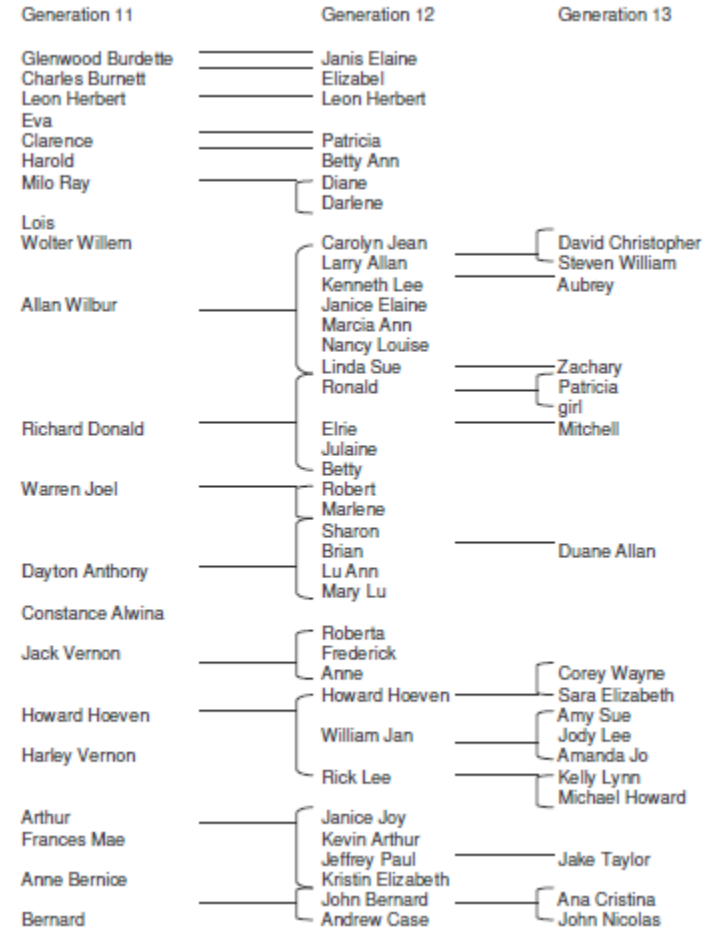 Generation 11 Generation 12 Generation 13
Glenwood Burdette Janis Elaine
Charles Burnett Elizabel
Leon Herbert Leon Herbert
Eva
Clarence Patricia
Harold Betty Ann
Milo Ray Diane
Darlene
Lois
Wolter Willem Carolyn Jean David Christopher
Larry Allan Steven William
Kenneth Lee Aubrey
Allan Wilbur Janice Elaine
Marcia Ann
Nancy Louise
Linda Sue Zachary
Ronald Patricia
girl
Richard Donald Elrie Mitchell
Julaine
Betty
Warren Joel Robert
Marlene
Sharon
Brian Duane Allan
Dayton Anthony Lu Ann
Mary Lu
Constance Alwina
Roberta
Jack Vernon Frederick
Anne Corey Wayne
Howard Hoeven Sara Elizabeth
Howard Hoeven Amy Sue
William Jan Jody Lee
Harley Vernon Amanda Jo
Rick Lee Kelly Lynn
Michael Howard
Arthur Janice Joy
Frances Mae Kevin Arthur
Jeffrey Paul Jake Taylor
Anne Bernice Kristin Elizabeth
John Bernard Ana Cristina
Bernard Andrew Case John Nicolas